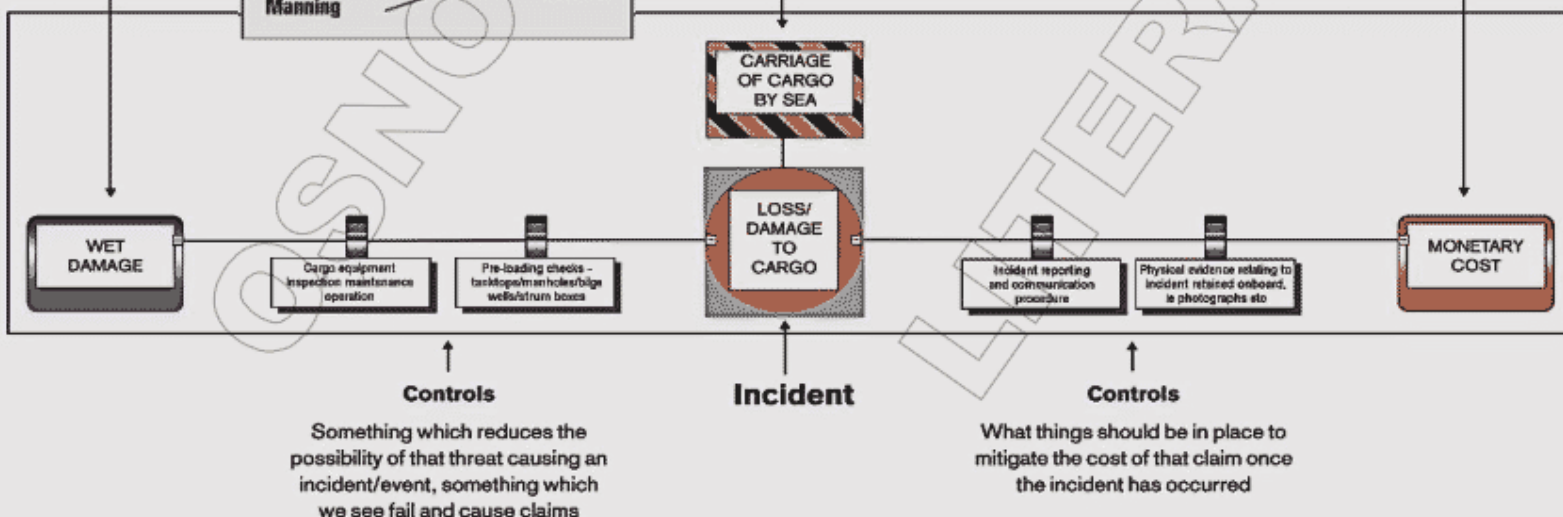 Manning
CARRIAGE
OF CARGO
BY SEA
WET
DAMAGE
Cargo equipment
inspection maintenance
operation
Pre-loading checks –
tanktops/manholes/bilge
wells/strum boxes
LOSS/
DAMAGE
TO
CARGO
Incident reporting
and communication
procedure
Physical evidence relating to
incident retained onboard,
ie photographs etc
MONETARY
COST
Controls
Something which reduces the
possibility of that threat causing an
incident/event, something which
we see fail and cause claims
Incident
Controls
What things should be in place to
mitigate the cost of that claim once
the incident has occurred
OSNO
LITERA